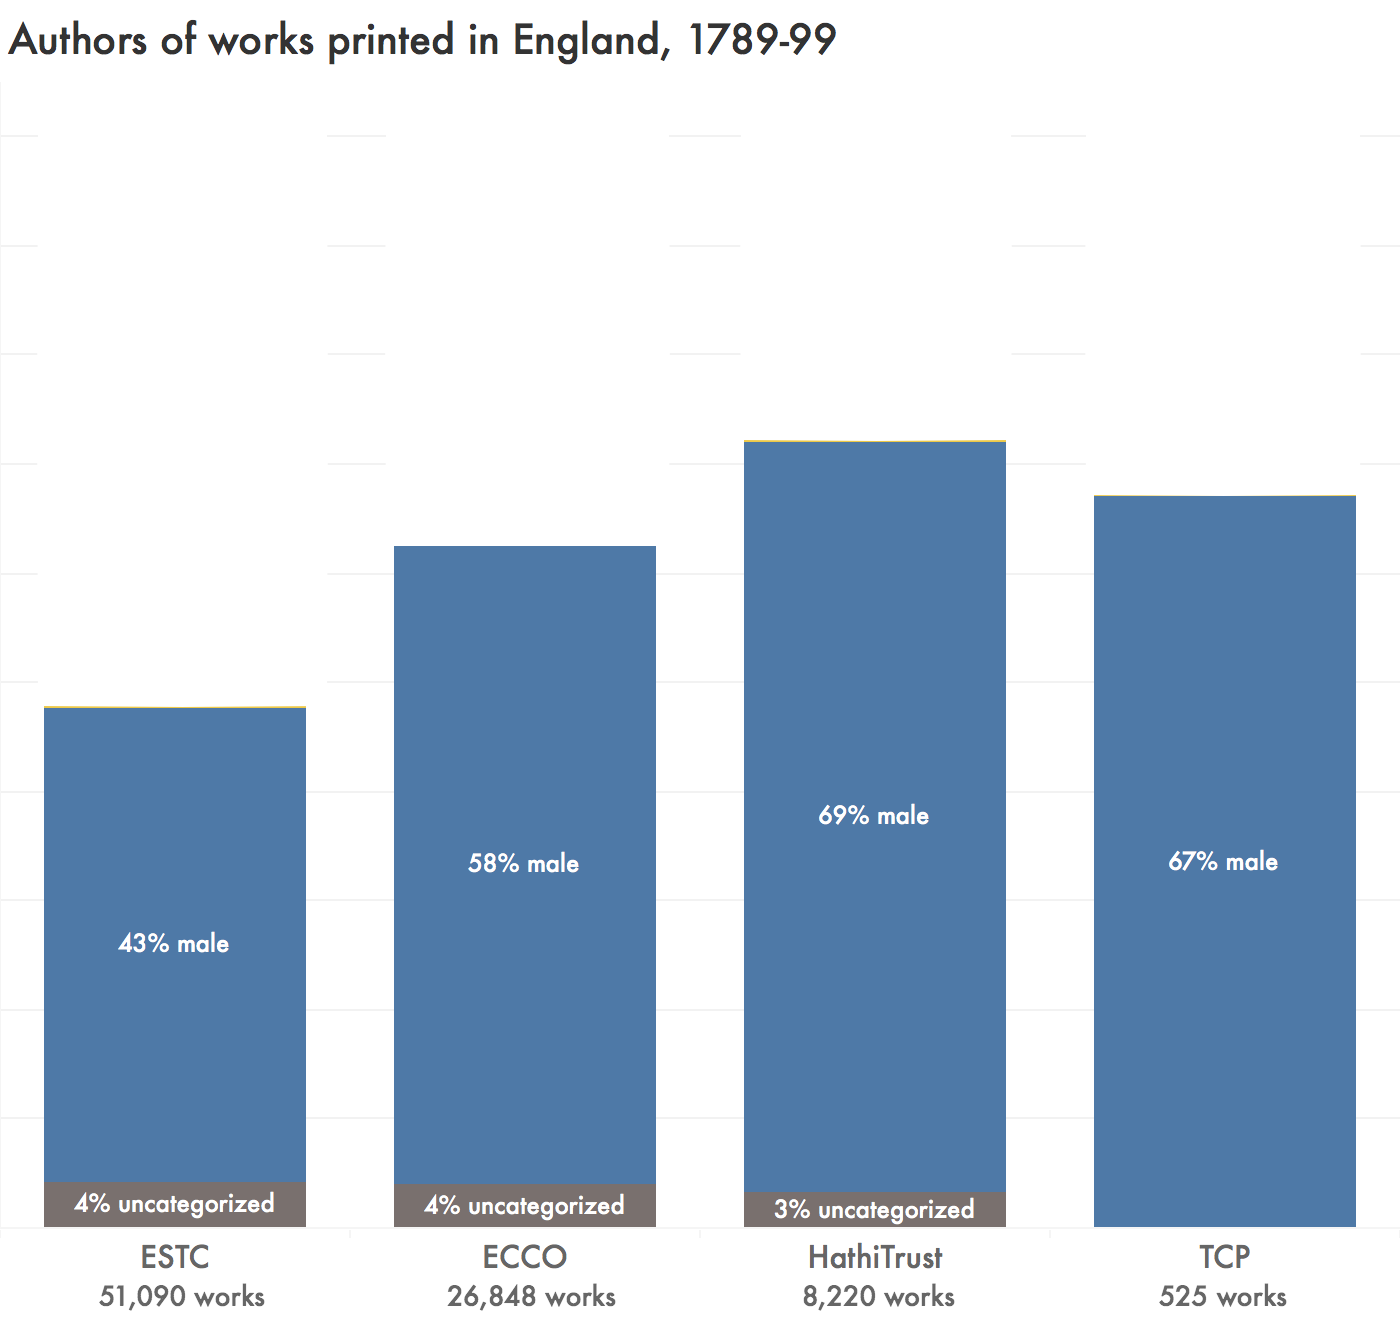 Authors of works printed in England, 1789-99
43% male
4% uncategorized
58% male
4% uncategorized
69% male
3% uncategorized
67% male
ESTC
51,090 works
ECCO
26,848 works
HathiTrust
8,220 works
TCP
525 works